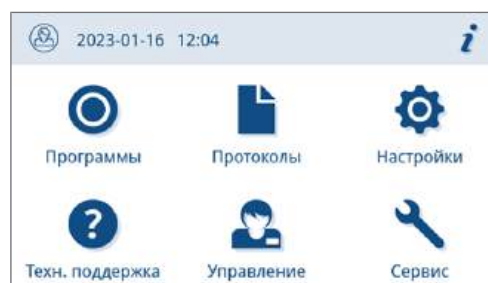 2023-01-16 12:04 i
Программы Протоколы Настройки
Техн. поддержка Управление Сервис